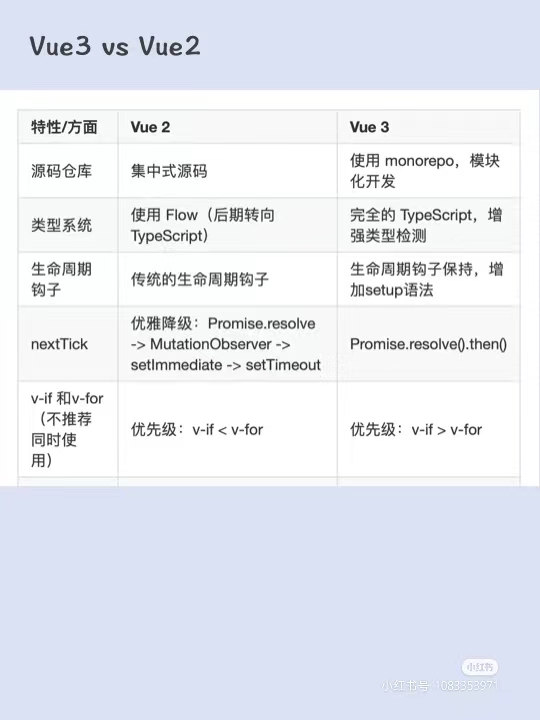 Vue3 vs Vue2
特性/方面 Vue 2 Vue 3
源码仓库 集中式源码 使用 monorepo，模块
化开发
类型系统 使用 Flow（后期转向
TypeScript） 完全的 TypeScript，增
强类型检测
生命周期
钩子 传统的生命周期钩子 生命周期钩子保持，增
加setup语法
nextTick 优雅降级：Promise.resolve
-> MutationObserver ->
setImmediate -> setTimeout Promise.resolve().then()
v-if 和v-for
（不推荐
同时使
用） 优先级：v-if < v-for 优先级：v-if > v-for
小红书
小红书号: 1083353971